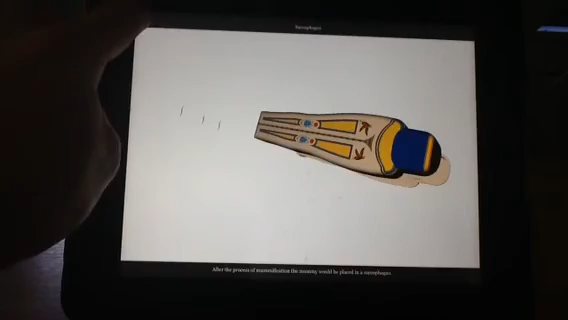 Sarcophagus
After the process of mummification the mummy would be placed in a sarcophagus.